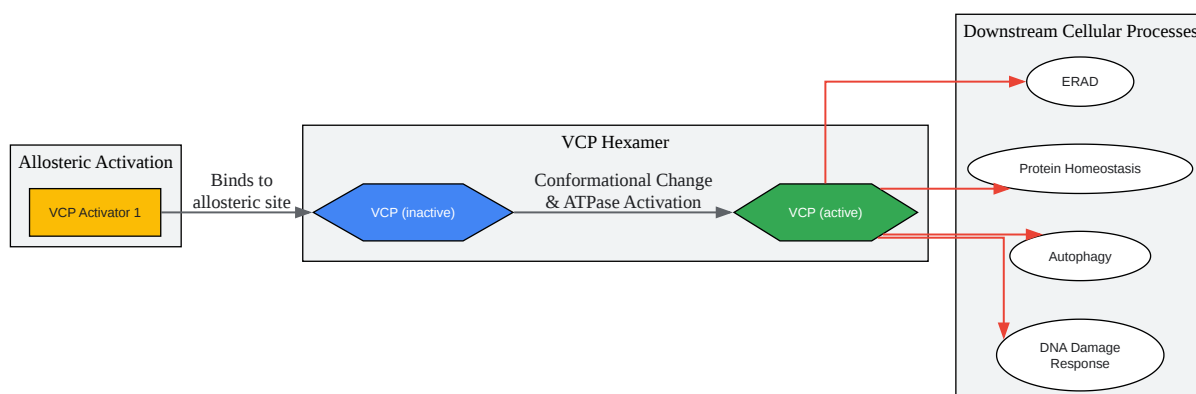 Allosteric Activation
VCP Activator 1
Binds to
allosteric site
VCP Hexamer
VCP (inactive)
Conformational Change
& ATPase Activation
VCP (active)
Downstream Cellular Processes
ERAD
Protein Homeostasis
Autophagy
DNA Damage
Response